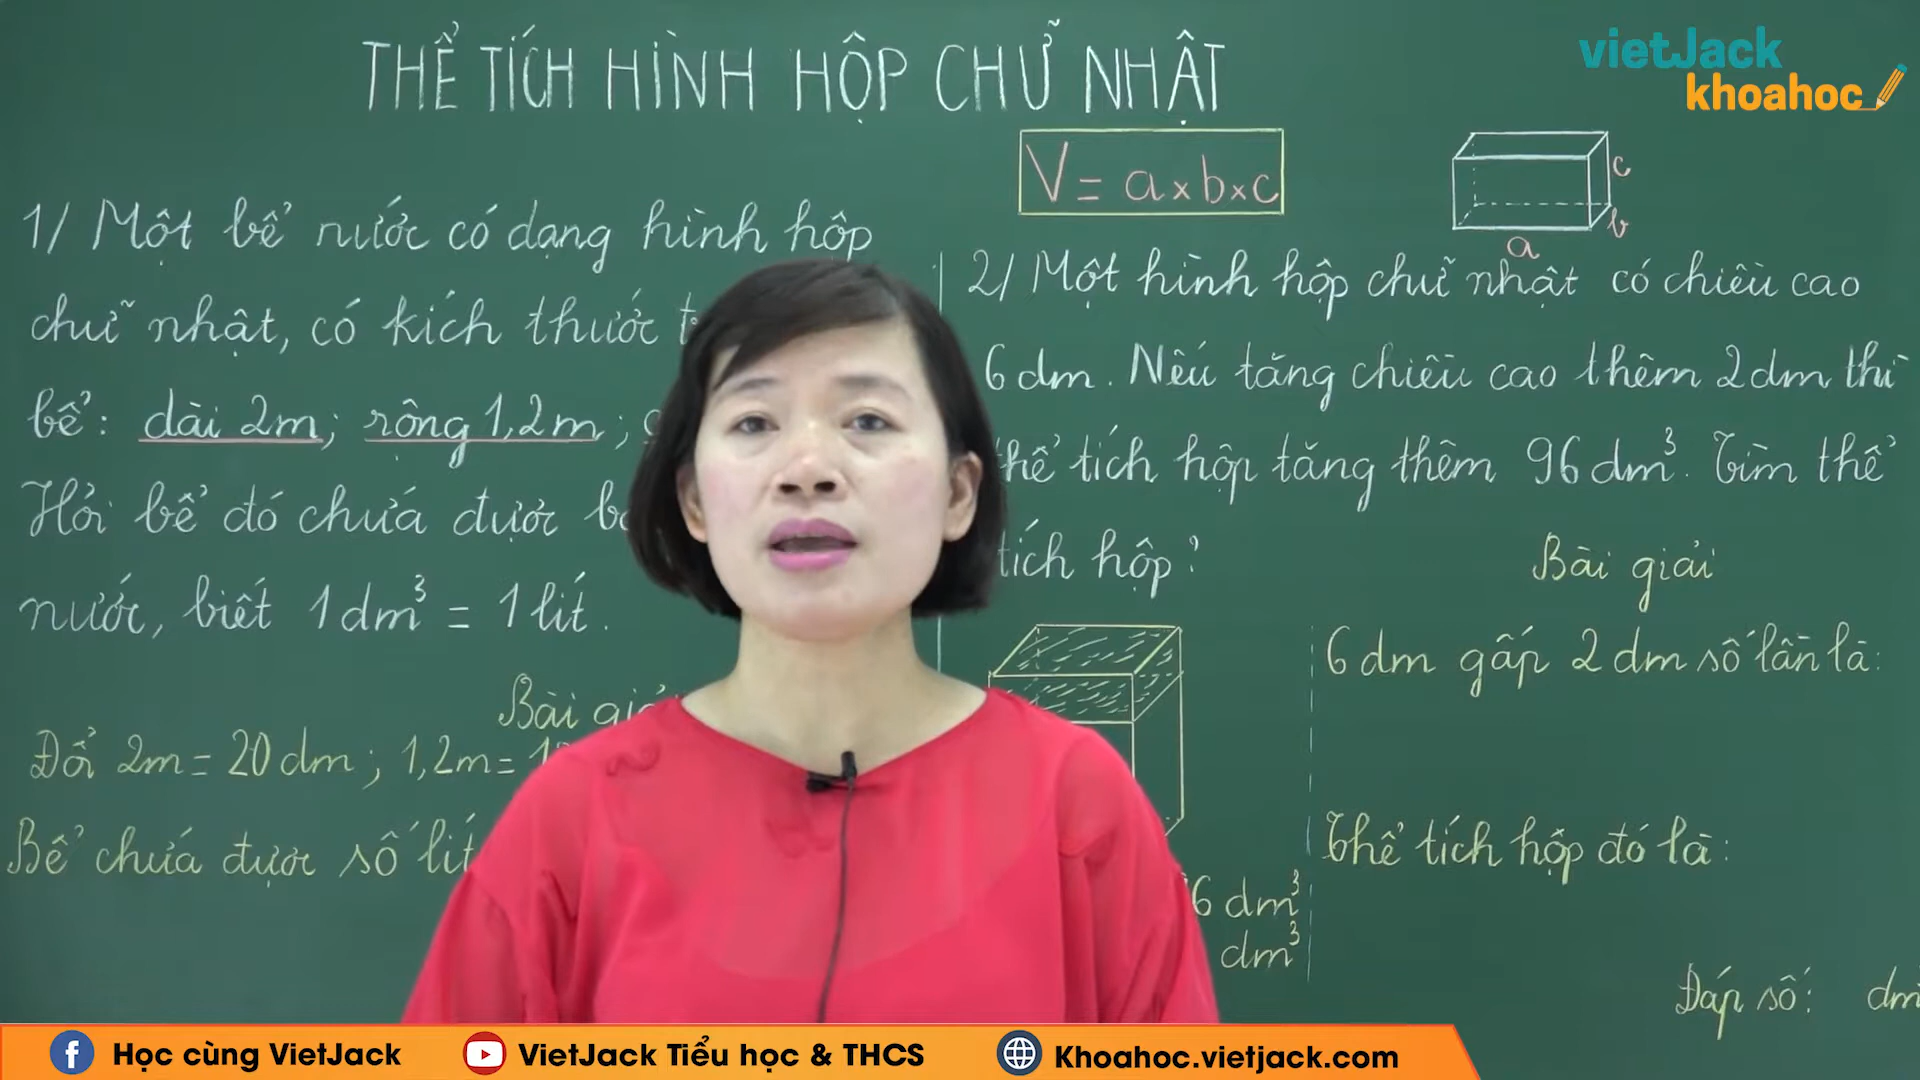 THỂ TÍCH HÌNH HỘP CHỮ NHẬT
vietJack
khoahoc
V = a x b x c
c
b
a
1/ Một bể nước có dạng hình hộp
chữ nhật, có kích thước
bể: dài 2m; rộng 1,2m;
Hỏi bể đó chứa được
nước, biết 1dm³ = 1 lít.
Bài
Đổi 2m = 20 dm; 1,2m =
Bể chứa được số lít
2/ Một hình hộp chữ nhật có chiều cao
6 dm. Nếu tăng chiều cao thêm 2dm thì
thể tích hộp tăng thêm 96 dm³. Tìm thể
tích hộp?
Bài giải
6 dm gấp 2 dm số lần là:
Thể tích hộp đó là:
6 dm³
dm³
Đáp số: dm
Học cùng VietJack
VietJack Tiểu học & THCS
Khoahoc.vietjack.com